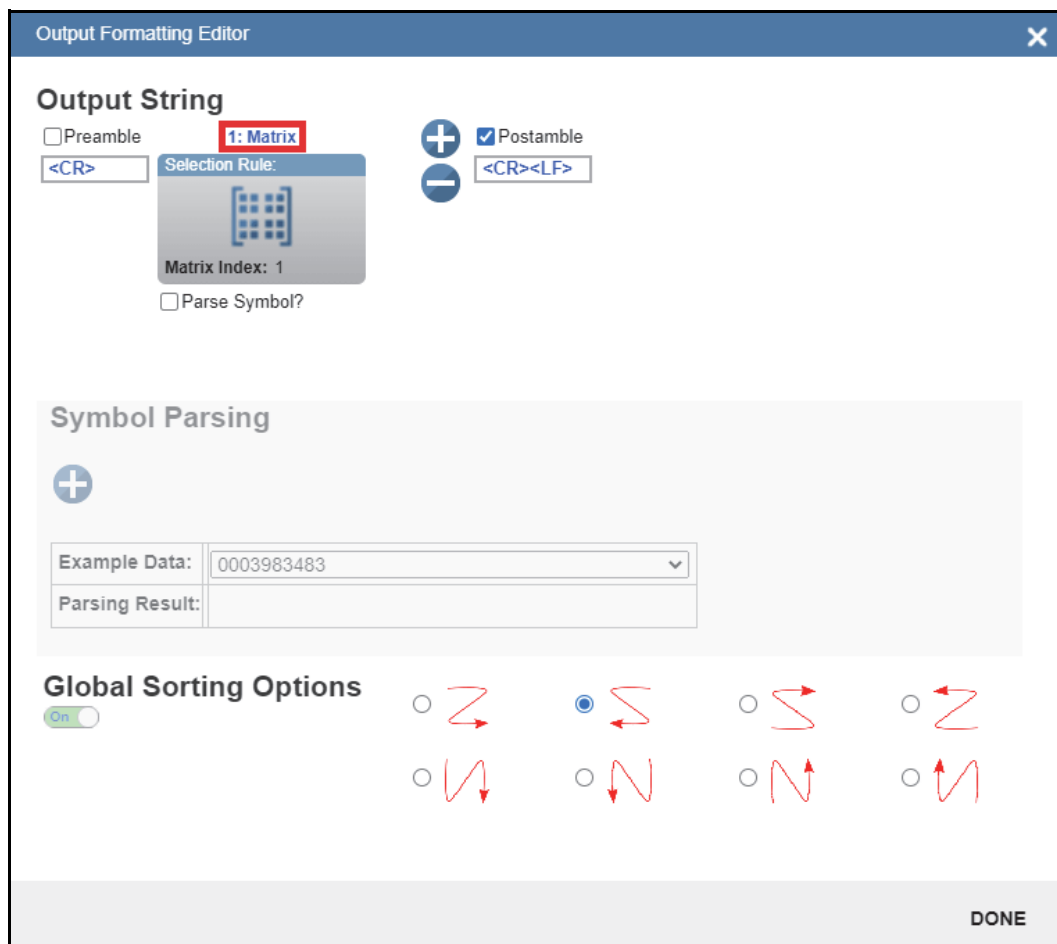 Output Formatting Editor
Output String
Preamble
1: Matrix
Postamble
<CR>
Selection Rule:
<CR><LF>
Matrix Index: 1
Parse Symbol?
Symbol Parsing
Example Data: 0003983483
Parsing Result:
Global Sorting Options
On
DONE